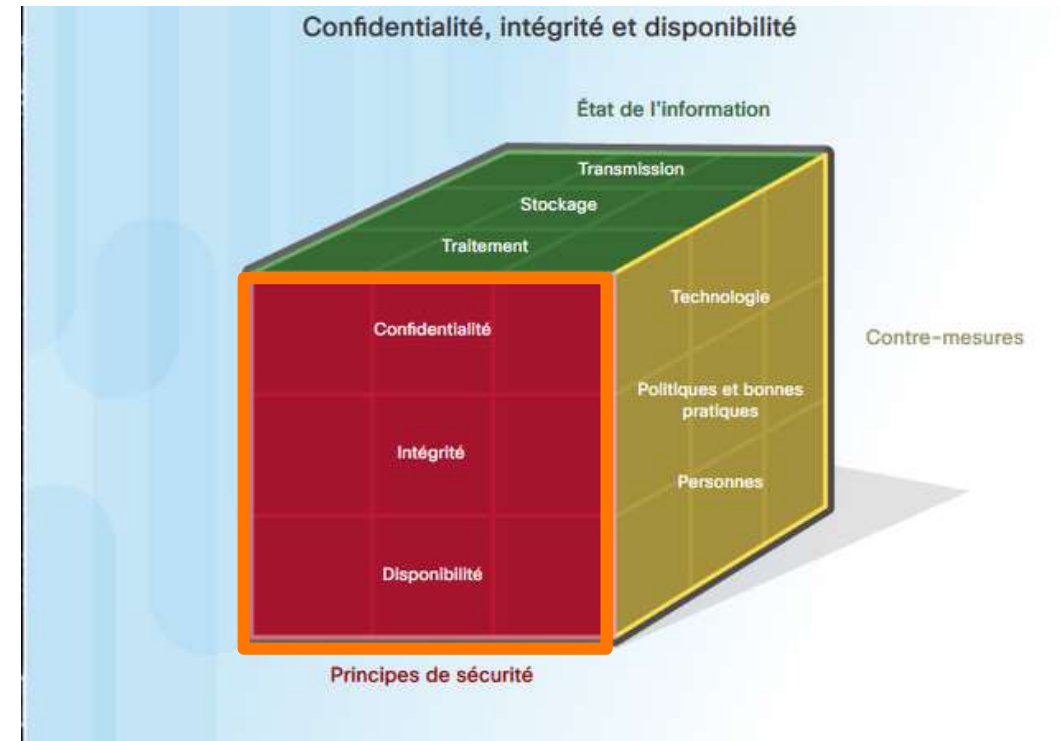 Confidentialité, intégrité et disponibilité
État de l'information
Transmission
Stockage
Traitement
Confidentialité
Intégrité
Disponibilité
Technologie
Politiques et bonnes
pratiques
Personnes
Contre-mesures
Principes de sécurité